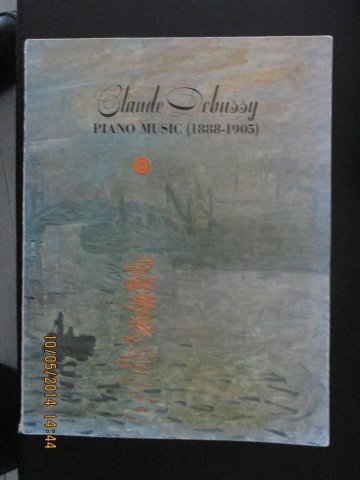 Claude Debussy
PIANO MUSIC (1888-1905)
10/05/2014 14:44